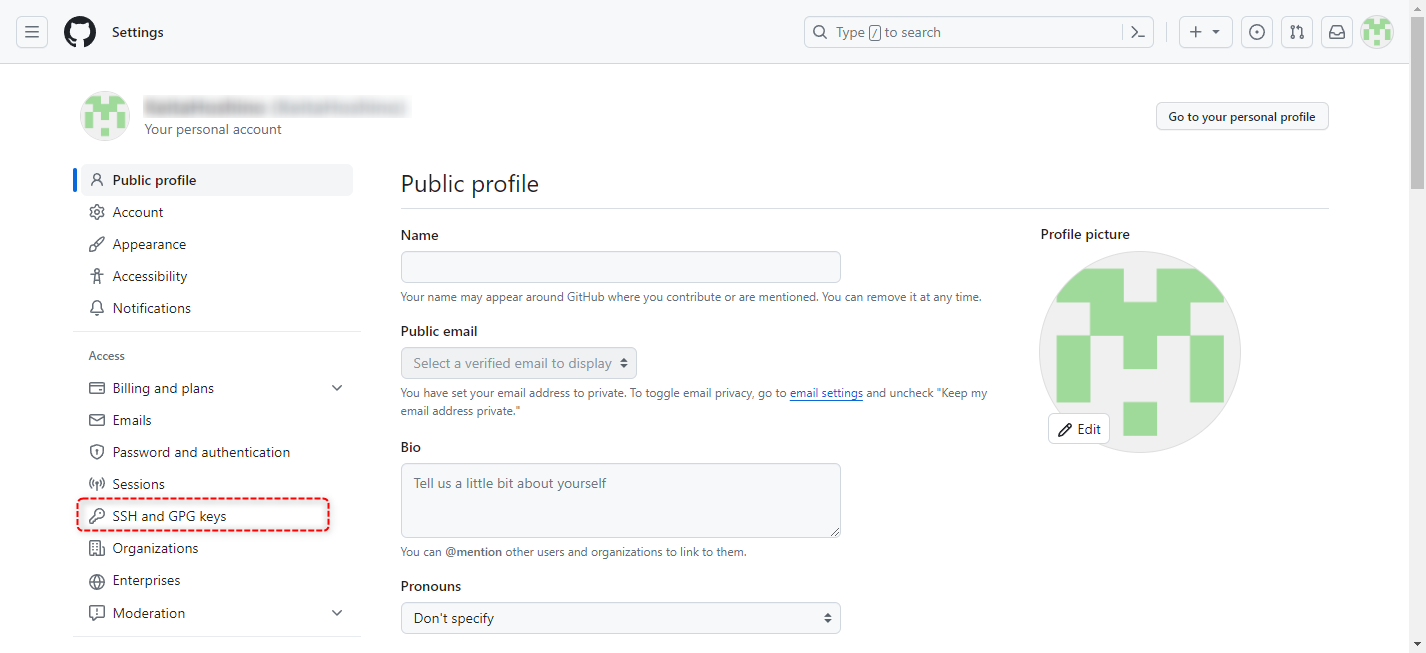 Settings
Type / to search
Your personal account
Go to your personal profile
Public profile
Account
Appearance
Accessibility
Notifications
Access
Billing and plans
Emails
Password and authentication
Sessions
SSH and GPG keys
Organizations
Enterprises
Moderation
Public profile
Name
Your name may appear around GitHub where you contribute or are mentioned. You can remove it at any time.
Public email
Select a verified email to display
You have set your email address to private. To toggle email privacy, go to email settings and uncheck "Keep my
email address private."
Bio
Tell us a little bit about yourself
You can @mention other users and organizations to link to them.
Pronouns
Don't specify
Profile picture
Edit